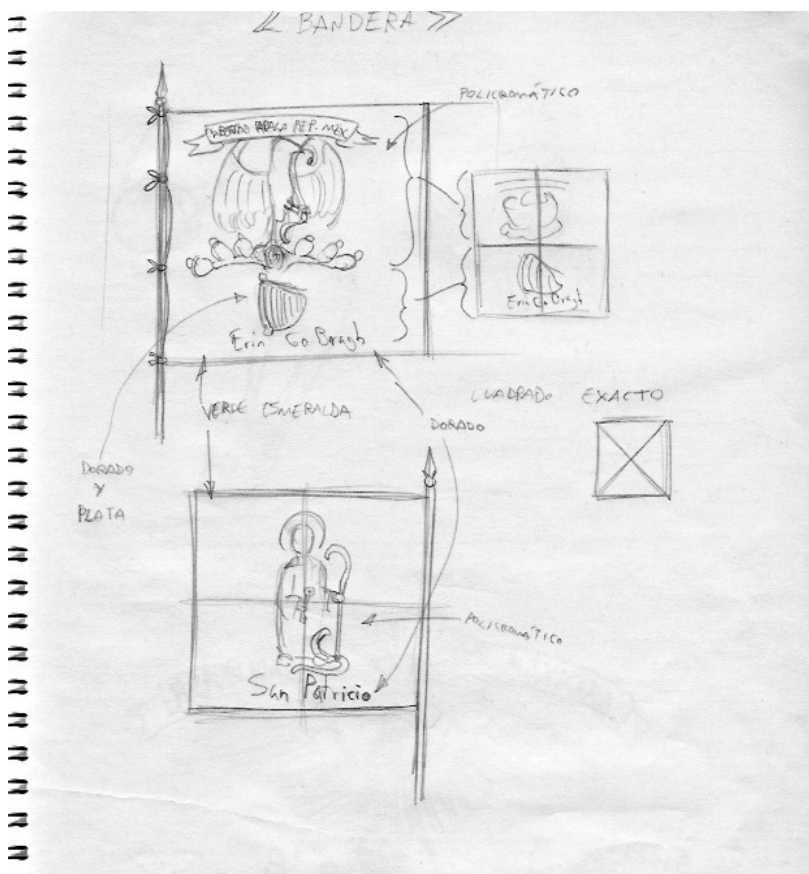 « BANDERA »
POLICROMÁTICO
LIBERTAD PARA LA REP. MEX.
Erin Go Bragh
Erin Go Bragh
VERDE ESMERALDA
CUADRADO EXACTO
DORADO
DORADO
Y
PLATA
POLICROMÁTICO
San Patricio